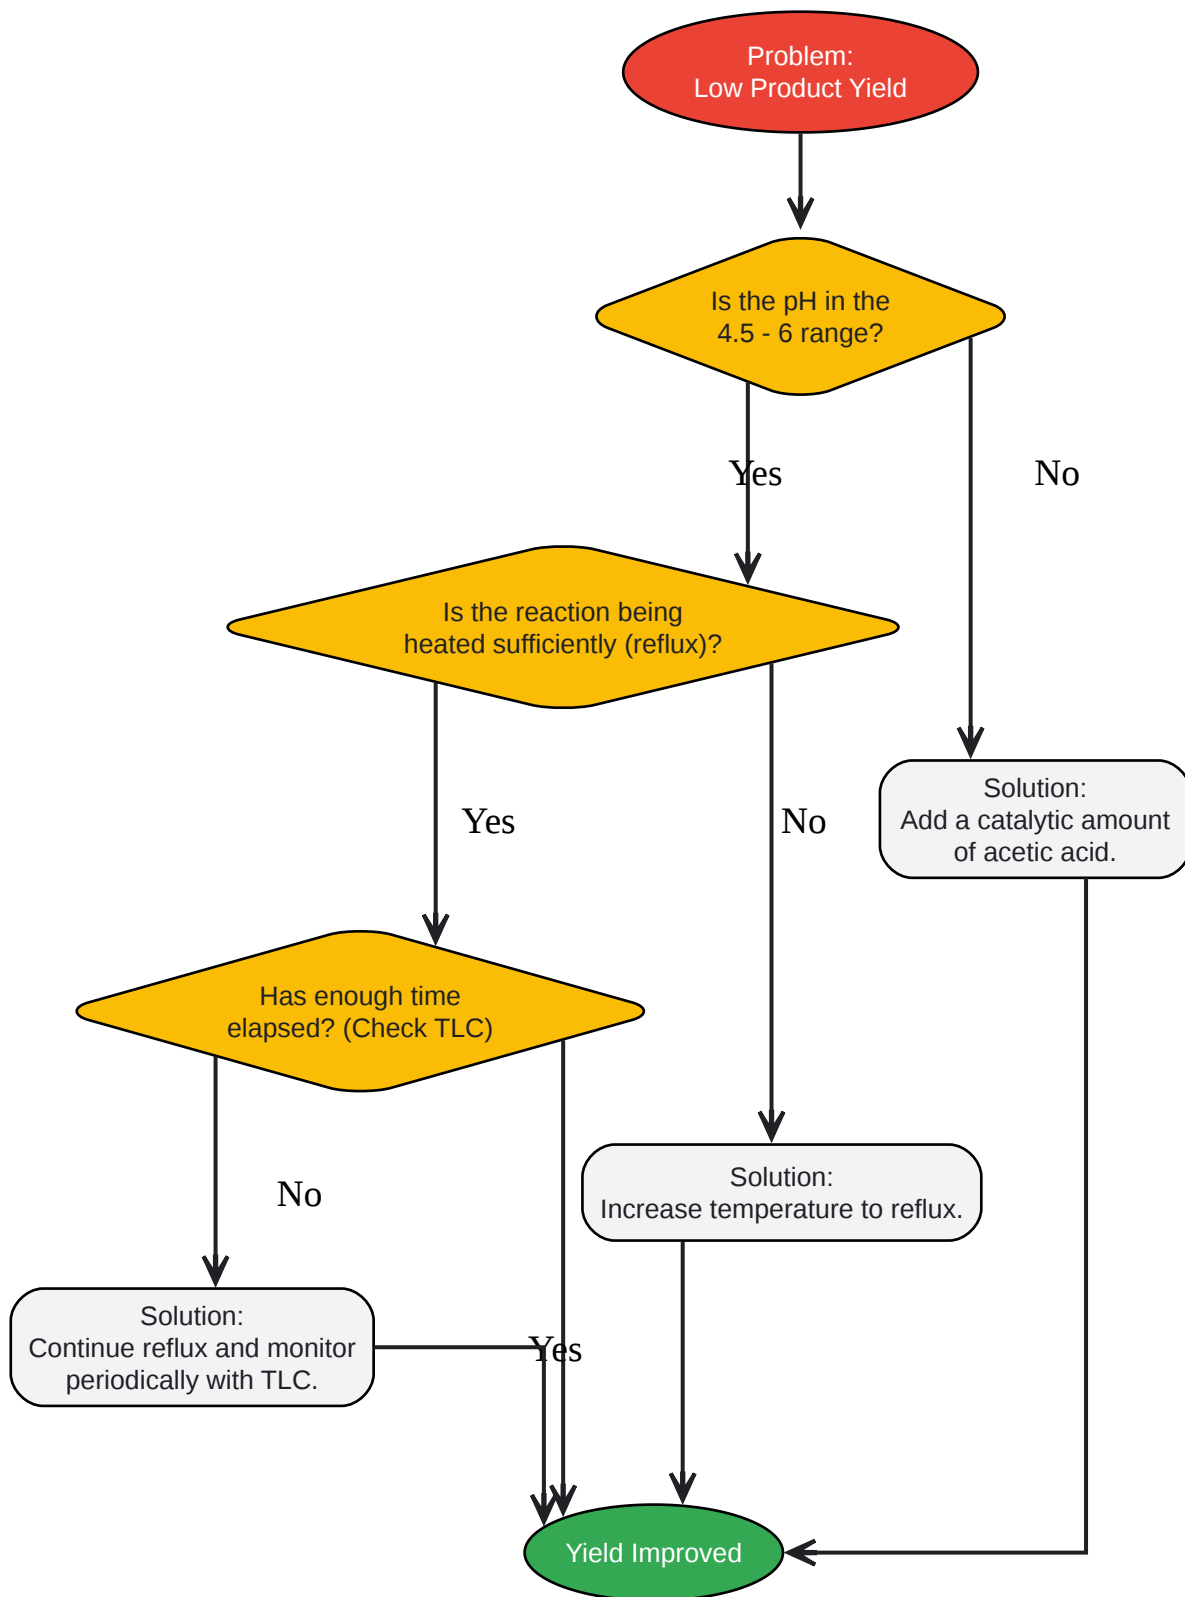 Problem:
Low Product Yield
Is the pH in the
4.5 - 6 range?
Yes
No
Is the reaction being
heated sufficiently (reflux)?
Yes
No
Solution:
Add a catalytic amount
of acetic acid.
Has enough time
elapsed? (Check TLC)
No
Yes
Solution:
Increase temperature to reflux.
Solution:
Continue reflux and monitor
periodically with TLC.
Yield Improved